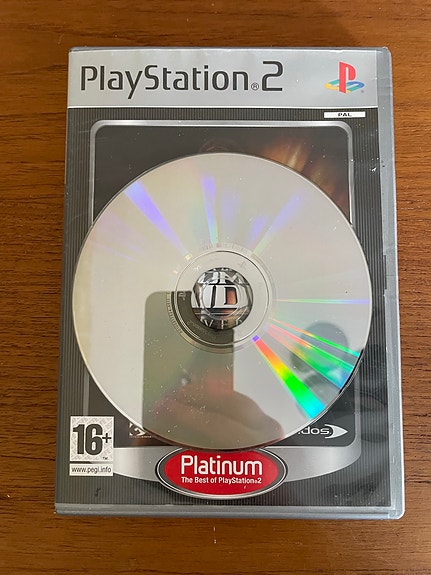 PlayStation®2
PAL
16+
www.pegi.info
Platinum
The Best of PlayStation®2